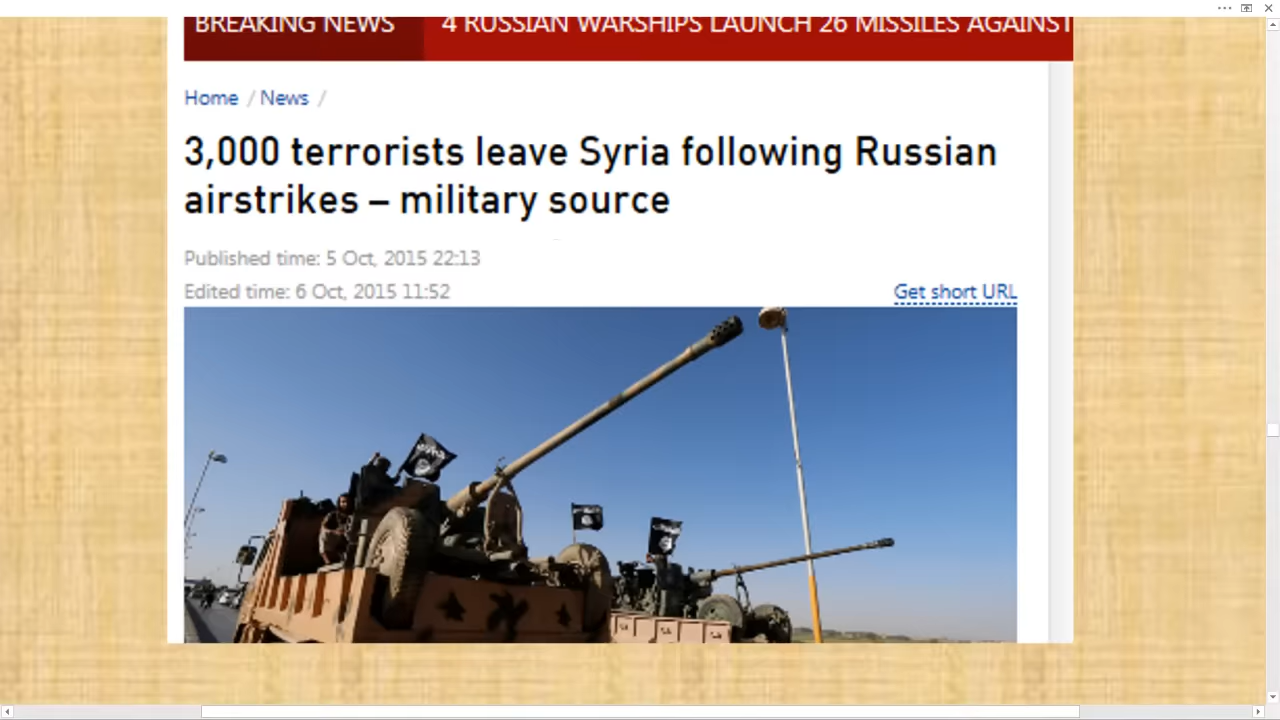 BREAKING NEWS 4 RUSSIAN WARSHIPS LAUNCH 26 MISSILES AGAINST
Home / News /
3,000 terrorists leave Syria following Russian
airstrikes – military source
Published time: 5 Oct, 2015 22:13
Edited time: 6 Oct, 2015 11:52 Get short URL